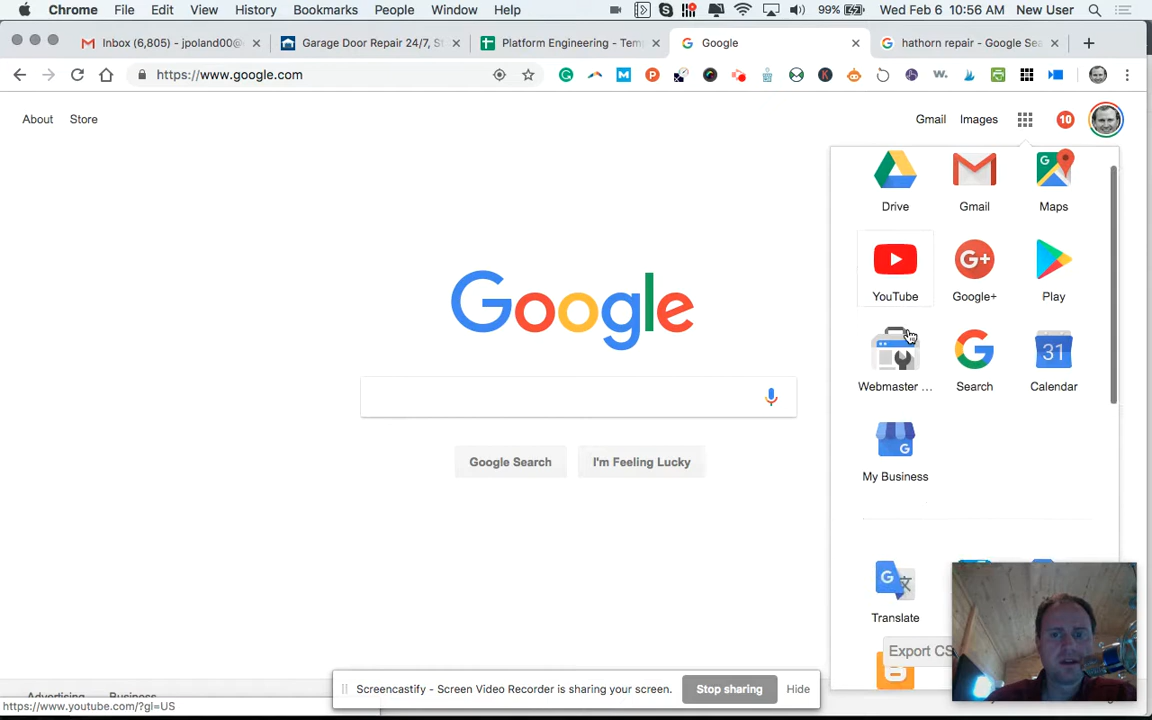 Chrome File Edit View History Bookmarks People Window Help 99% Wed Feb 6 10:56 AM New User
Inbox (6,805) - jpoland00@ Garage Door Repair 24/7, S Platform Engineering - Tem Google hathorn repair - Google Sea
https://www.google.com
About Store Gmail Images 10
Drive Gmail Maps
YouTube Google+ Play
Webmaster ... Search Calendar
31
My Business
Google
Google Search I'm Feeling Lucky
Translate
Export CS
Screencastify - Screen Video Recorder is sharing your screen. Stop sharing Hide
Advertising Business
https://www.youtube.com/?gl=US